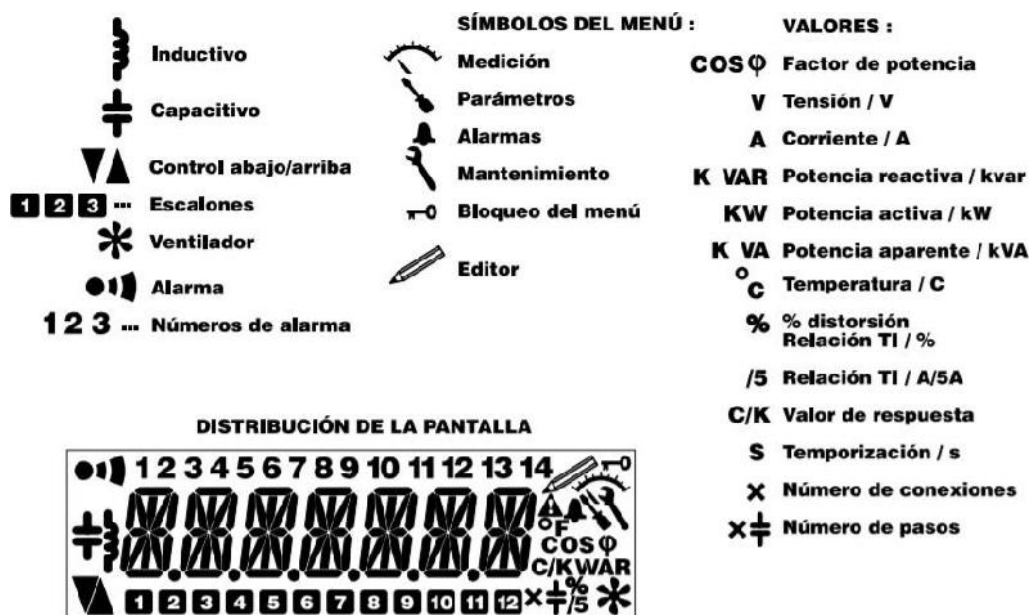 Inductivo
Capacitivo
Control abajo/arriba
1 2 3 ... Escalones
Ventilador
Alarma
1 2 3 ... Números de alarma
SÍMBOLOS DEL MENÚ :
Medición
Parámetros
Alarmas
Mantenimiento
Bloqueo del menú
Editor
VALORES :
COS φ Factor de potencia
V Tensión / V
A Corriente / A
K VAR Potencia reactiva / kvar
KW Potencia activa / kW
K VA Potencia aparente / kVA
°C Temperatura / C
% % distorsión
Relación TI / %
/5 Relación TI / A/5A
C/K Valor de respuesta
S Temporización / s
× Número de conexiones
× Número de pasos
DISTRIBUCIÓN DE LA PANTALLA
1 2 3 4 5 6 7 8 9 10 11 12 13 14
°F
COS φ
C/KWAR
1 2 3 4 5 6 7 8 9 10 11 12 × %/5